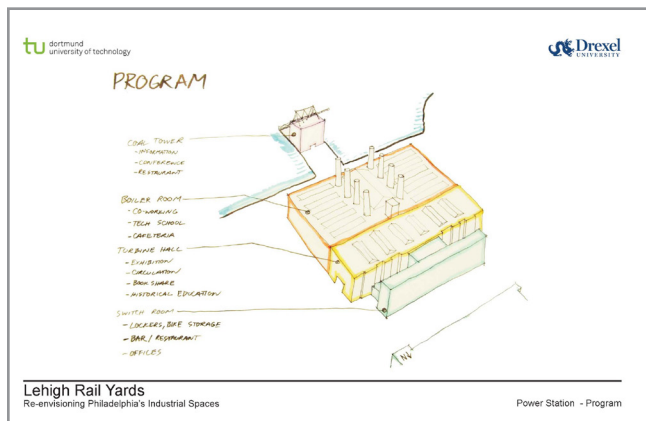 tu dortmund
university of technology
Drexel
UNIVERSITY
PROGRAM
COAL TOWER
- INFORMATION
- CONFERENCE
- RESTAURANT
BOILER ROOM
- CO-WORKING
- TECH SCHOOL
- CAFETERIA
TURBINE HALL
- EXHIBITION
- CIRCULATION
- BOOK SHARE
- HISTORICAL EDUCATION
SWITCH ROOM
- LOCKERS, BIKE STORAGE
- BAR / RESTAURANT
- OFFICES
N
Lehigh Rail Yards
Re-envisioning Philadelphia's Industrial Spaces
Power Station - Program